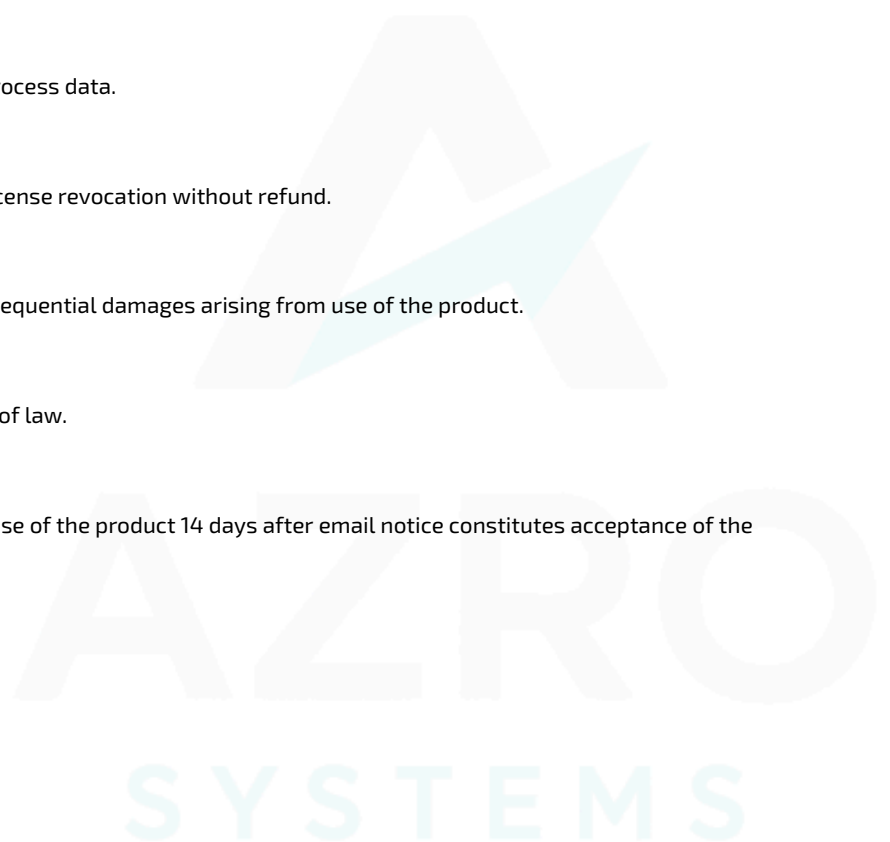 ocess data.
cense revocation without refund.
equential damages arising from use of the product.
of law.
se of the product 14 days after email notice constitutes acceptance of the
AZRO
SYSTEMS